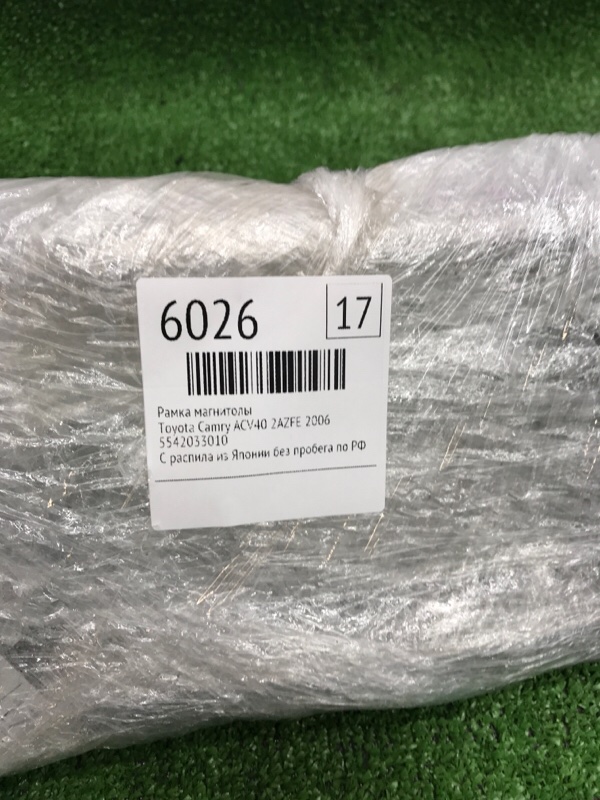 6026
17
Рамка магнитолы
Toyota Camry ACV40 2AZFE 2006
5542033010
С распила из Японии без пробега по РФ